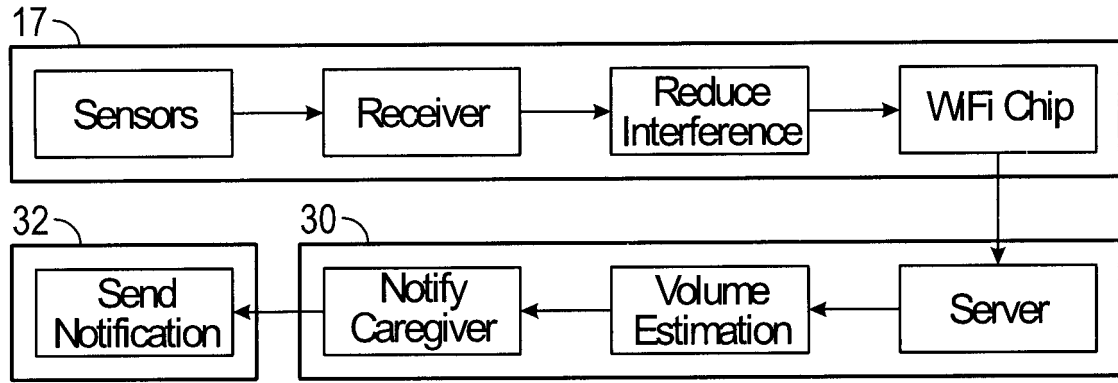 17
Sensors
Receiver
Reduce
Interference
WiFi Chip
32
30
Send
Notification
Notify
Caregiver
Volume
Estimation
Server